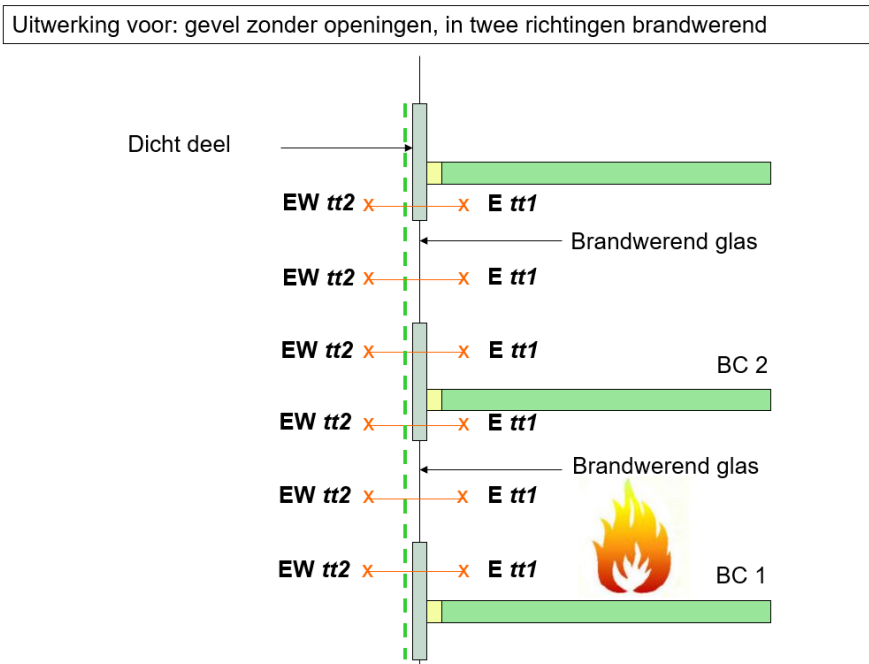 Uitwerking voor: gevel zonder openingen, in twee richtingen brandwerend
Dicht deel
EW tt2 x x E tt1
Brandwerend glas
EW tt2 x x E tt1
EW tt2 x x E tt1
BC 2
EW tt2 x x E tt1
Brandwerend glas
EW tt2 x x E tt1
EW tt2 x x E tt1
BC 1